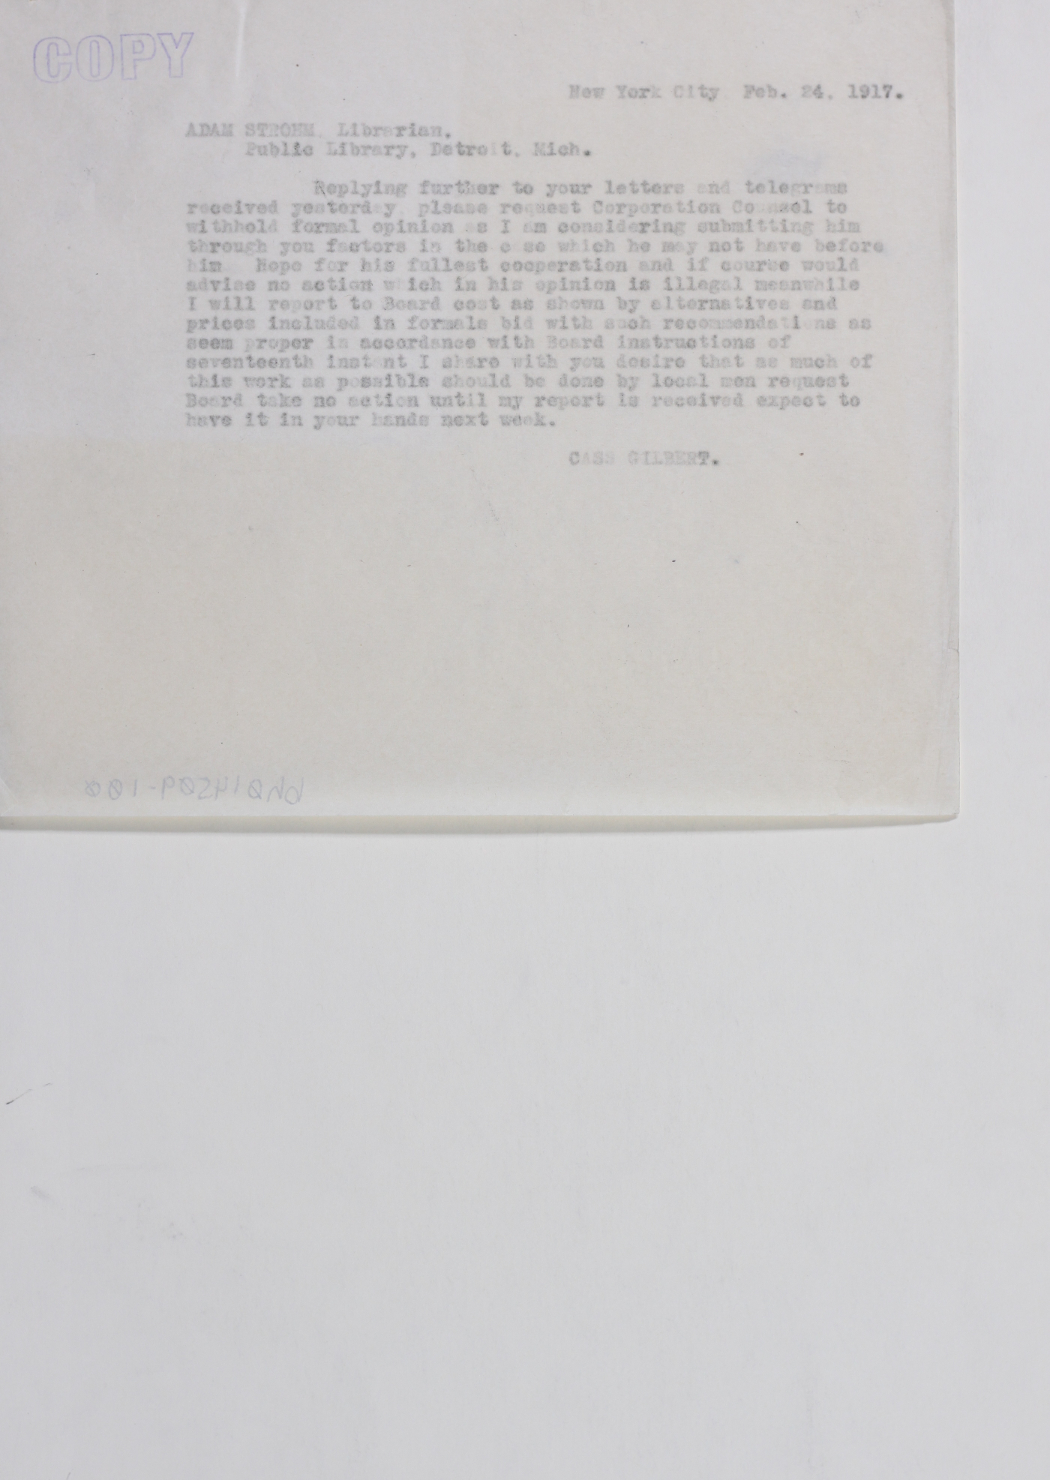 COPY
New York City Feb. 24, 1917.
ADAM STROHM, Librarian,
Public Library, Detroit, Mich.
Replying further to your letters and telegrams
received yesterday, please request Corporation Counsel to
withhold formal opinion as I am considering submitting him
through you factors in the case which he may not have before
him Hope for his fullest cooperation and if course would
advise no action which in his opinion is illegal meanwhile
I will report to Board cost as shown by alternatives and
prices included in formals bid with such recommendations as
seem proper in accordance with Board instructions of
seventeenth instant I share with you desire that as much of
this work as possible should be done by local men request
Board take no action until my report is received expect to
have it in your hands next week.
CASS GILBERT.